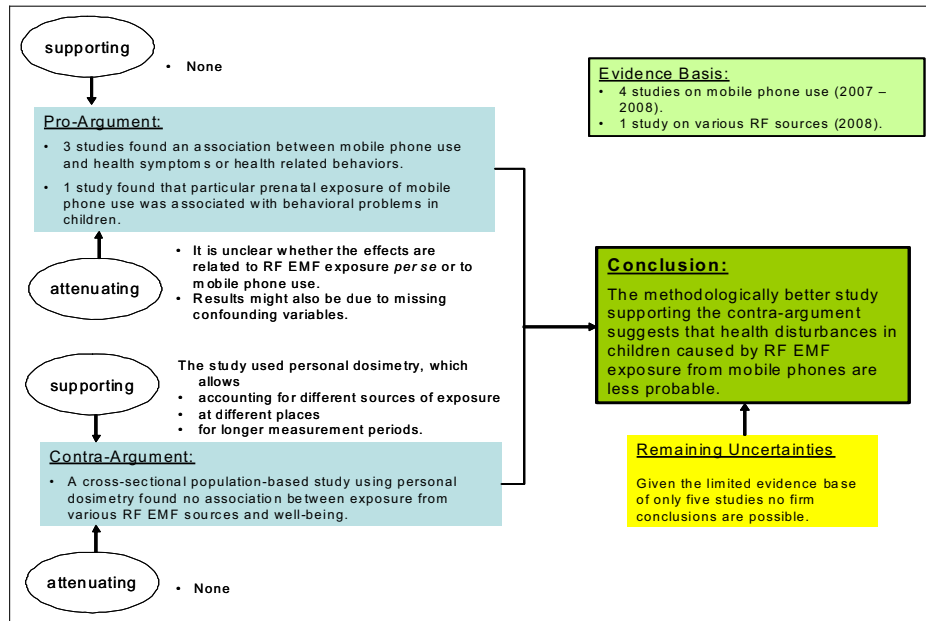 supporting
• None
Pro-Argument:
• 3 studies found an association between mobile phone use
and health symptoms or health related behaviors.
• 1 study found that particular prenatal exposure of mobile
phone use was associated with behavioral problems in
children.
attenuating
• It is unclear whether the effects are
related to RF EMF exposure per se or to
mobile phone use.
• Results might also be due to missing
confounding variables.
supporting
The study used personal dosimetry, which
allows
• accounting for different sources of exposure
• at different places
• for longer measurement periods.
Contra-Argument:
• A cross-sectional population-based study using personal
dosimetry found no association between exposure from
various RF EMF sources and well-being.
attenuating
• None
Evidence Basis:
• 4 studies on mobile phone use (2007 –
2008).
• 1 study on various RF sources (2008).
Conclusion:
The methodologically better study
supporting the contra-argument
suggests that health disturbances in
children caused by RF EMF
exposure from mobile phones are
less probable.
Remaining Uncertainties
Given the limited evidence base
of only five studies no firm
conclusions are possible.